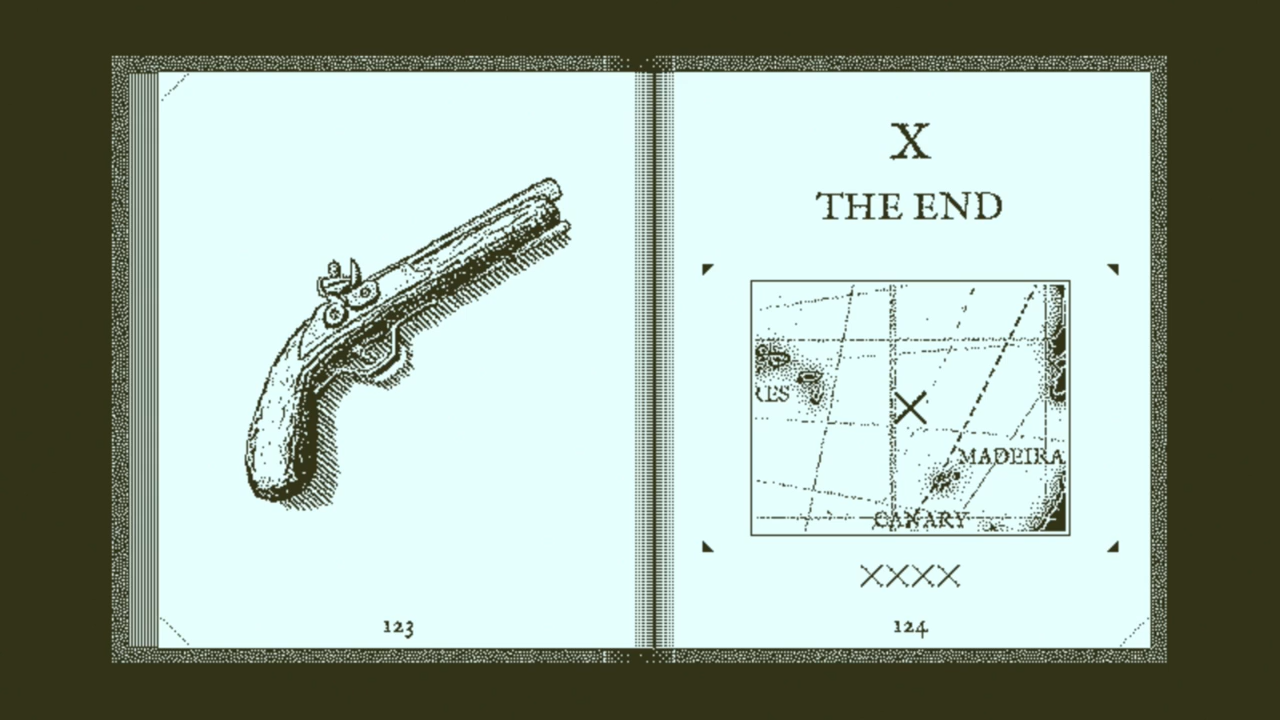 X
THE END
RES
MADEIRA
CANARY
XXXX
123
124